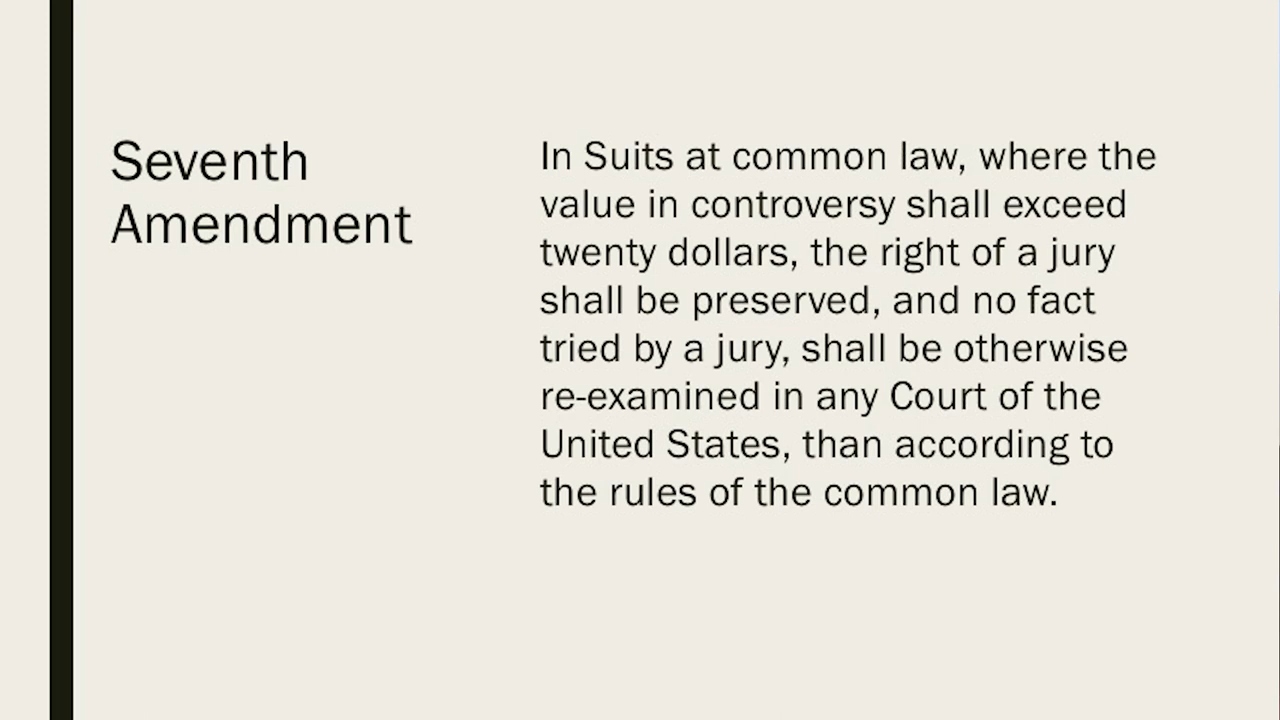 Seventh
Amendment
In Suits at common law, where the
value in controversy shall exceed
twenty dollars, the right of a jury
shall be preserved, and no fact
tried by a jury, shall be otherwise
re-examined in any Court of the
United States, than according to
the rules of the common law.